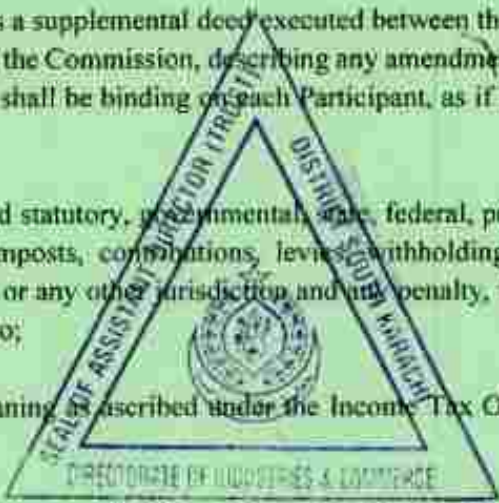 s a supplemental deed executed between th
the Commission, describing any amendme
shall be binding on each Participant, as if
d statutory, governmental, state, federal, p
mposts, contributions, levies, withholding
or any other jurisdiction and any penalty,
o;
aning as ascribed under the Income Tax O
SEAL OF ASSISTANT DIRECTOR (TRUST)
DISTRICT SOUTH KARACHI
DIRECTORATE OF INDUSTRIES & COMMERCE